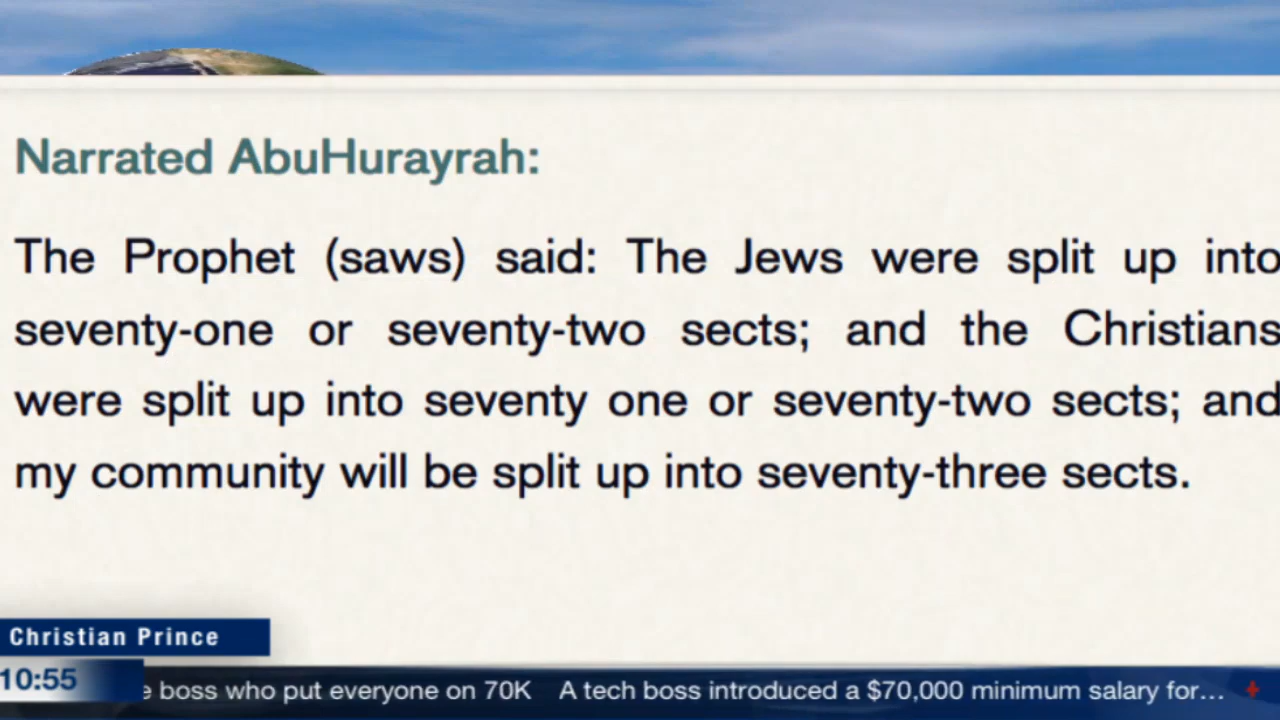 Narrated AbuHurayrah:
The Prophet (saws) said: The Jews were split up into
seventy-one or seventy-two sects; and the Christians
were split up into seventy one or seventy-two sects; and
my community will be split up into seventy-three sects.
Christian Prince
10:55
e boss who put everyone on 70K A tech boss introduced a $70,000 minimum salary for...